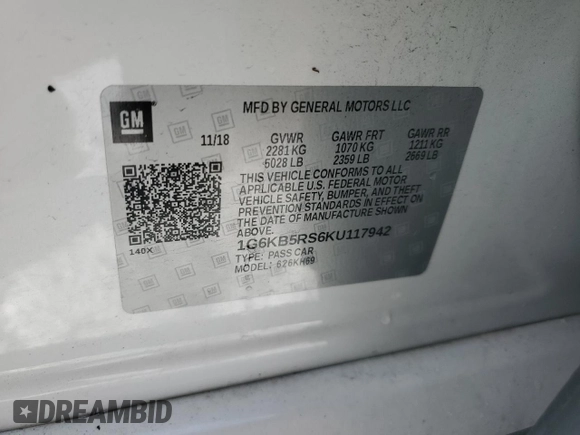 GM
MFD BY GENERAL MOTORS LLC
11/18 GVWR GAWR FRT GAWR RR
2281 KG 1070 KG 1211 KG
5028 LB 2359 LB 2669 LB
THIS VEHICLE CONFORMS TO ALL
APPLICABLE U.S. FEDERAL MOTOR
VEHICLE SAFETY, BUMPER, AND THEFT
PREVENTION STANDARDS IN EFFECT ON
THE DATE OF MANUFACTURE SHOWN
ABOVE.
140X
1G6KB5RS6KU117942
TYPE: PASS CAR
MODEL: 626KH69
DREAMBID